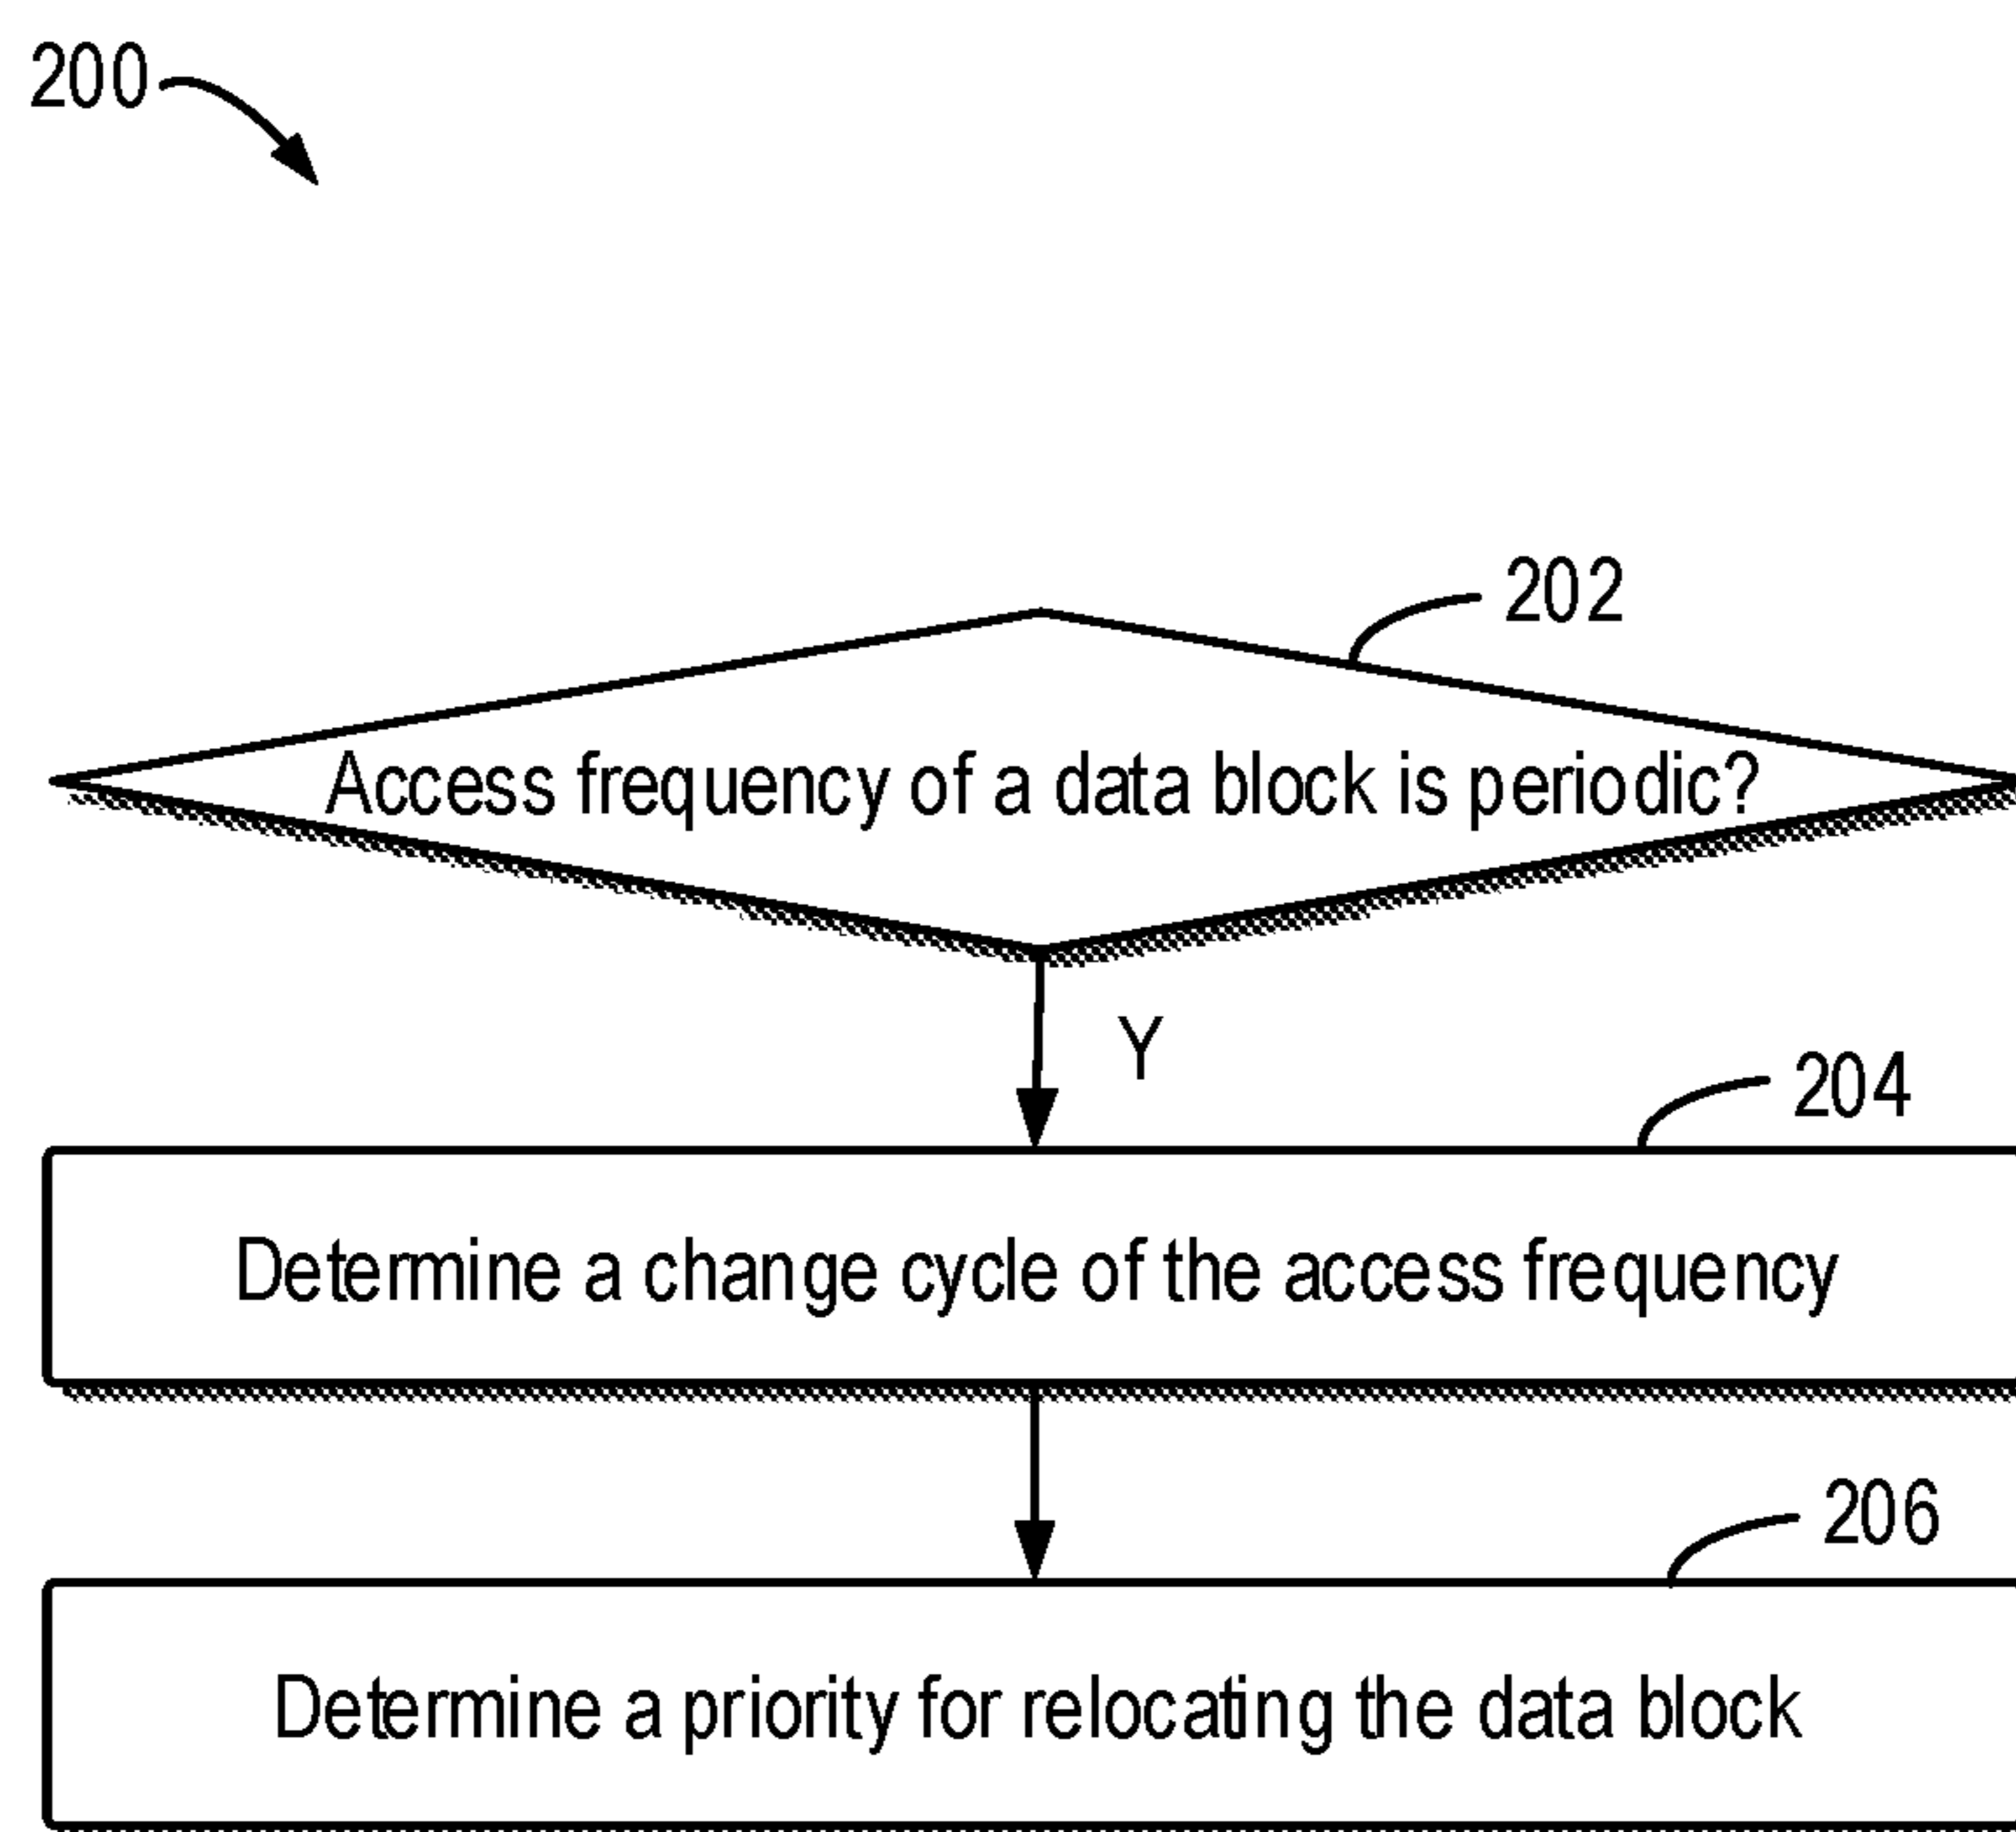 200
202
Access frequency of a data block is periodic?
Y
204
Determine a change cycle of the access frequency
206
Determine a priority for relocating the data block